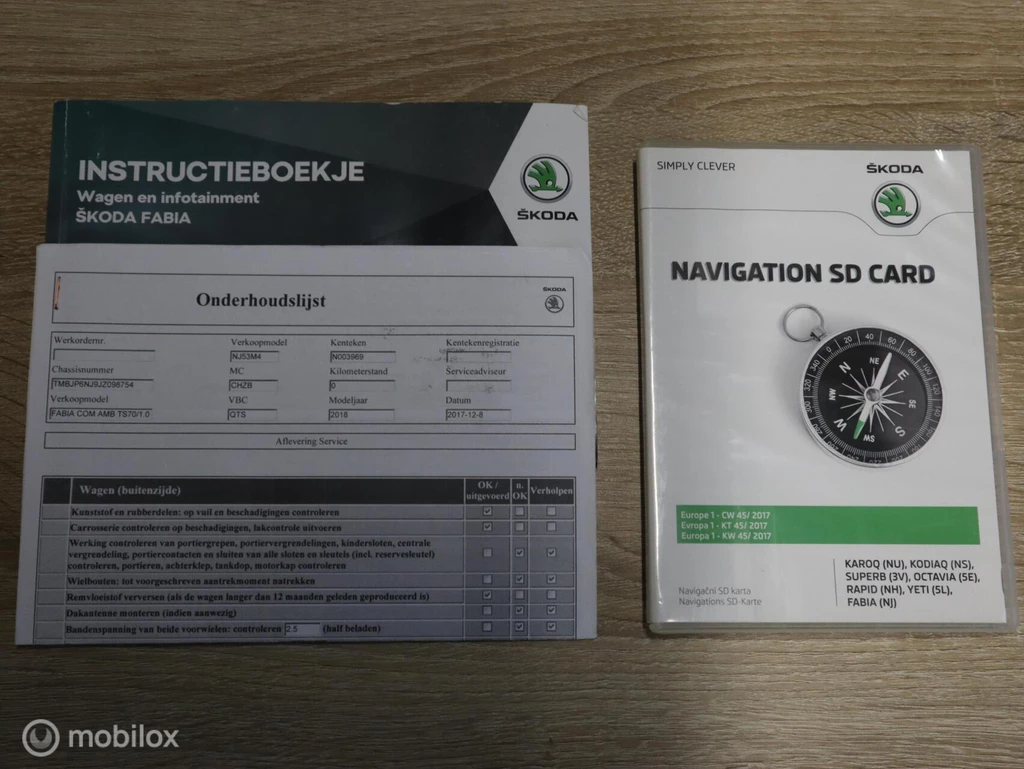 INSTRUCTIEBOEKJE
Wagen en infotainment
ŠKODA FABIA
ŠKODA
Onderhoudslijst
ŠKODA
Werkordernr.
Verkoopmodel
Kenteken
Kentekenregistratie
NJ53M4
N003969
Chassisnummer
MC
Kilometerstand
Serviceadviseur
TMBJP6NJ9JZ098754
CHZB
0
Verkoopmodel
VBC
Modeljaar
Datum
FABIA COM AMB TS70/1.0
QTS
2018
2017-12-8
Aflevering Service
Wagen (buitenzijde)
OK / uitgevoerd
n. OK
Verholpen
Kunststof en rubberdelen: op vuil en beschadigingen controleren
Carrosserie controleren op beschadigingen, lakcontrole uitvoeren
Werking controleren van portiergrepen, portiervergrendelingen, kindersloten, centrale
vergrendeling, portiercontacten en sluiten van alle sloten en sleutels (incl. reservesleutel)
controleren, portieren, achterklep, tankdop, motorkap controleren
Wielbouten: tot voorgeschreven aantrekmoment natrekken
Remvloeistof verversen (als de wagen langer dan 12 maanden geleden geproduceerd is)
Dakantenne monteren (indien aanwezig)
Bandenspanning van beide voorwielen: controleren 2.5 (half beladen)
SIMPLY CLEVER
ŠKODA
NAVIGATION SD CARD
N
NE
E
SE
S
SW
W
NW
Europe 1 - CW 45/ 2017
Evropa 1 - KT 45/ 2017
Europa 1 - KW 45/ 2017
KAROQ (NU), KODIAQ (NS),
SUPERB (3V), OCTAVIA (5E),
RAPID (NH), YETI (5L),
FABIA (NJ)
Navigační SD karta
Navigations SD-Karte
mobilox